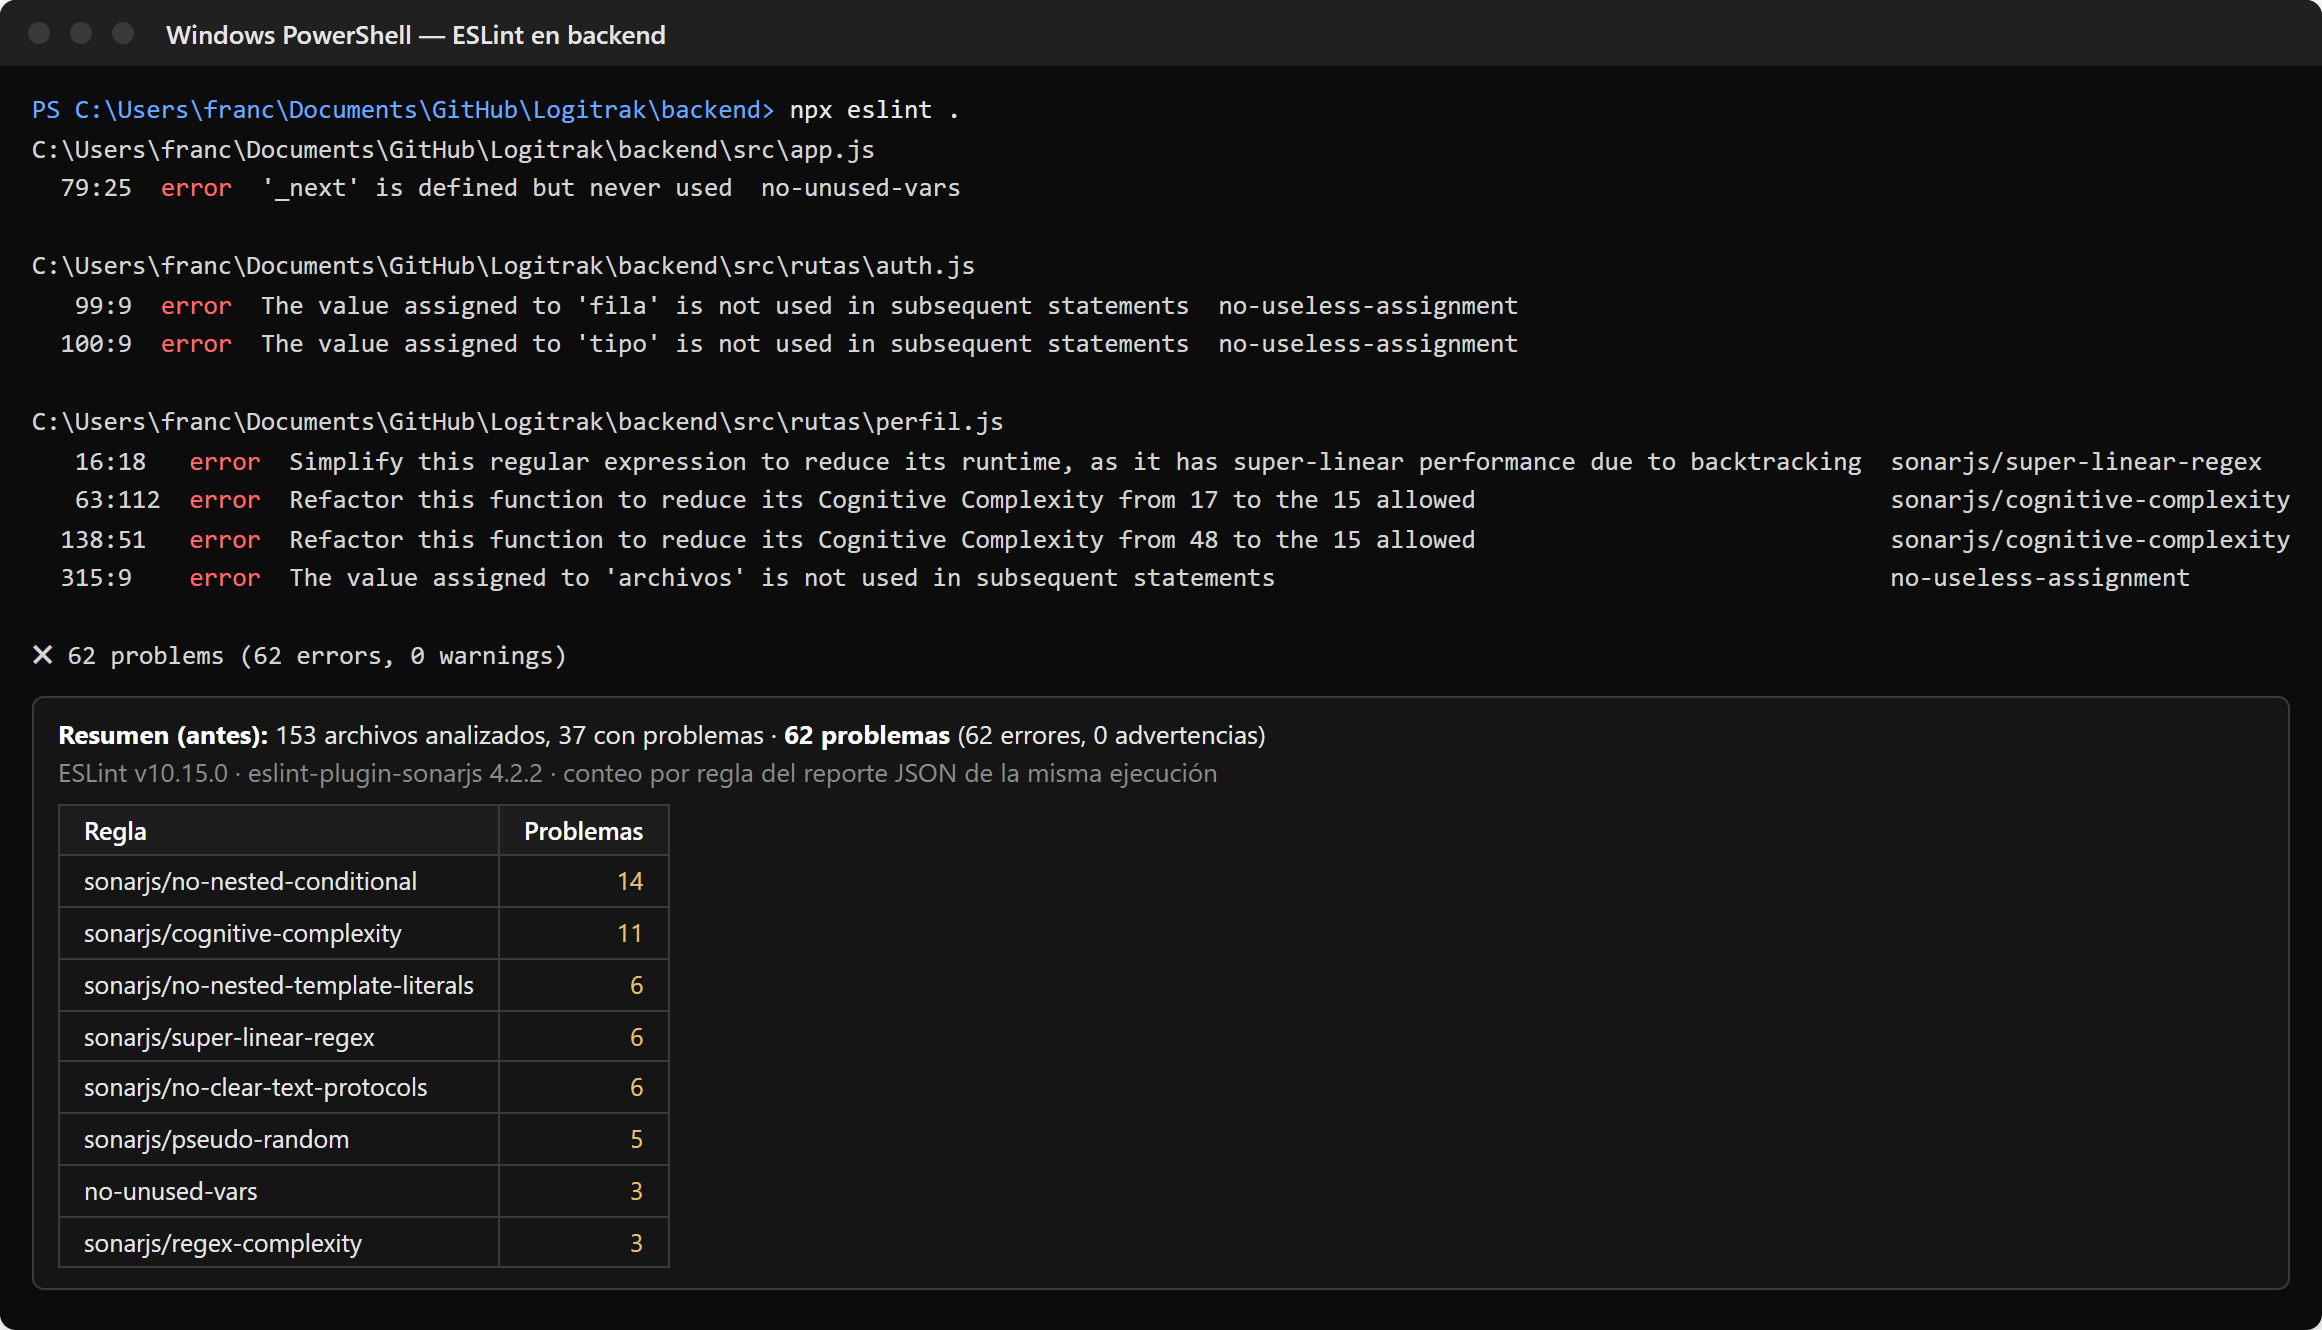 Windows PowerShell — ESLint en backend
PS C:\Users\franc\Documents\GitHub\Logitrak\backend> npx eslint .
C:\Users\franc\Documents\GitHub\Logitrak\backend\src\app.js
79:25  error  '_next' is defined but never used  no-unused-vars
C:\Users\franc\Documents\GitHub\Logitrak\backend\src\rutas\auth.js
99:9  error  The value assigned to 'fila' is not used in subsequent statements  no-useless-assignment
100:9  error  The value assigned to 'tipo' is not used in subsequent statements  no-useless-assignment
C:\Users\franc\Documents\GitHub\Logitrak\backend\src\rutas\perfil.js
16:18  error  Simplify this regular expression to reduce its runtime, as it has super-linear performance due to backtracking  sonarjs/super-linear-regex
63:112  error  Refactor this function to reduce its Cognitive Complexity from 17 to the 15 allowed  sonarjs/cognitive-complexity
138:51  error  Refactor this function to reduce its Cognitive Complexity from 48 to the 15 allowed  sonarjs/cognitive-complexity
315:9  error  The value assigned to 'archivos' is not used in subsequent statements  no-useless-assignment
✕ 62 problems (62 errors, 0 warnings)
Resumen (antes): 153 archivos analizados, 37 con problemas · 62 problemas (62 errores, 0 advertencias)
ESLint v10.15.0 · eslint-plugin-sonarjs 4.2.2 · conteo por regla del reporte JSON de la misma ejecución
Regla  Problemas
sonarjs/no-nested-conditional  14
sonarjs/cognitive-complexity  11
sonarjs/no-nested-template-literals  6
sonarjs/super-linear-regex  6
sonarjs/no-clear-text-protocols  6
sonarjs/pseudo-random  5
no-unused-vars  3
sonarjs/regex-complexity  3